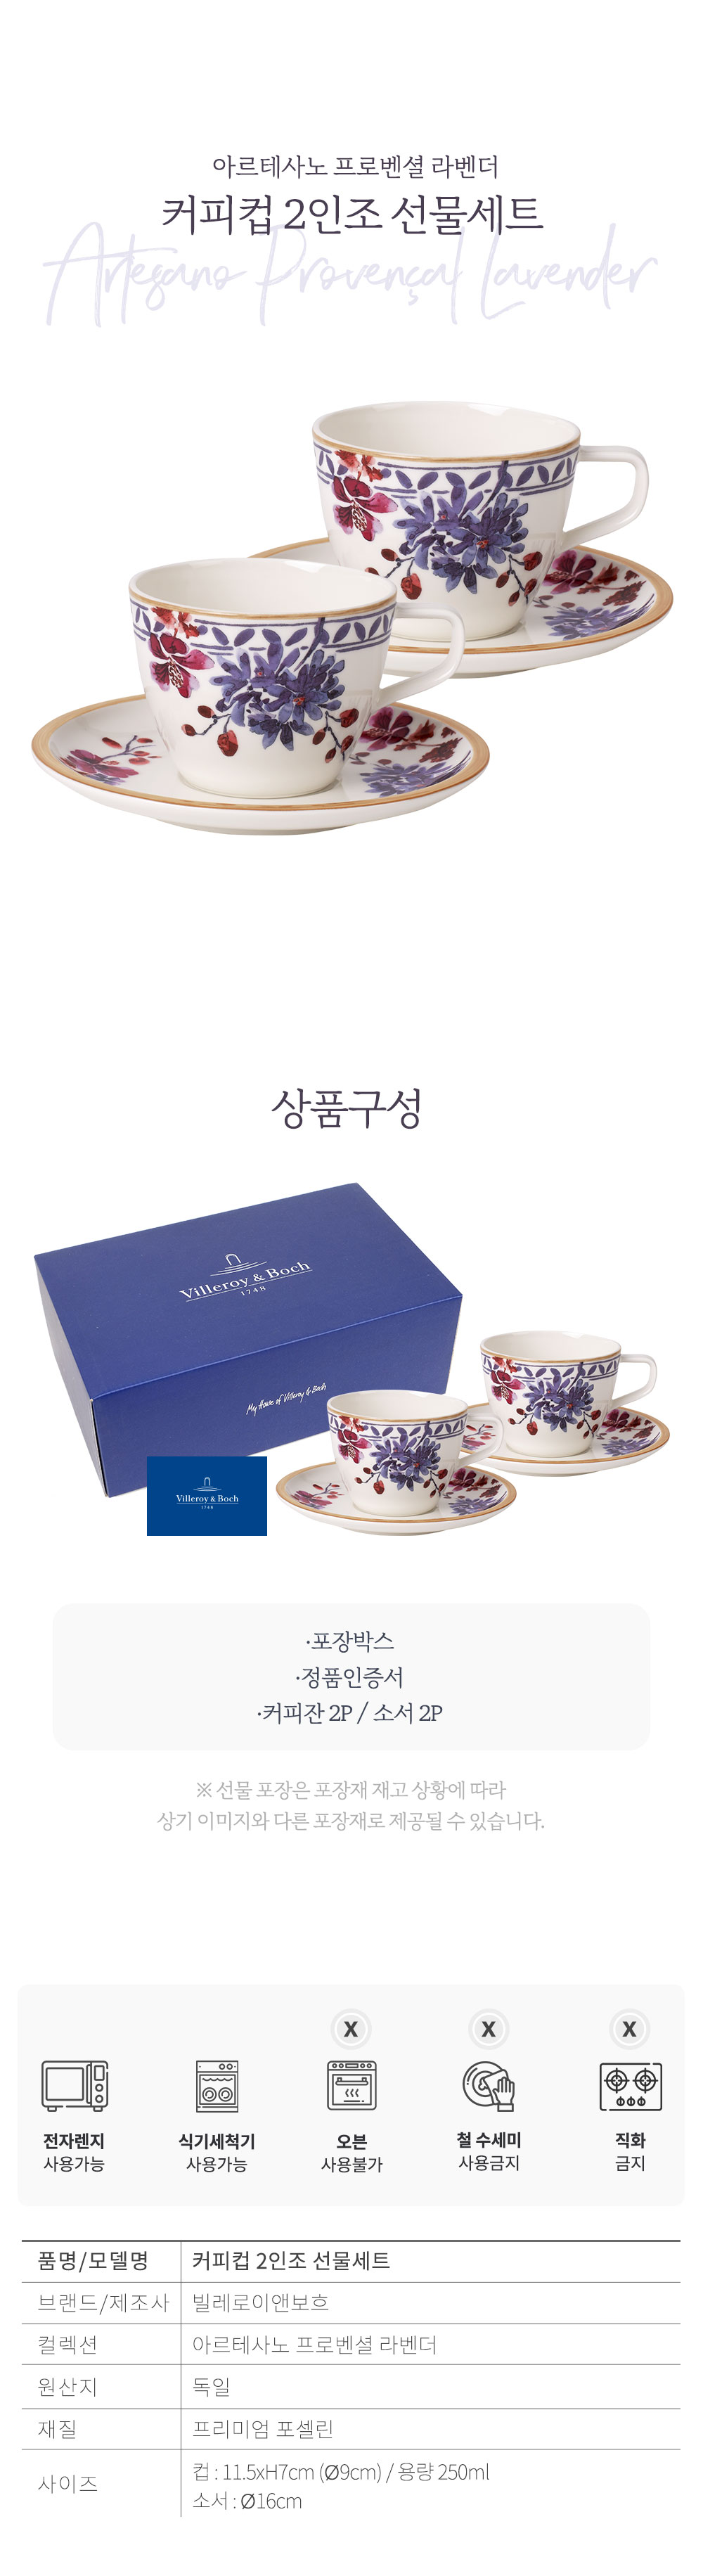 아르테사노 프로벤셜 라벤더
커피컵 2인조 선물세트
Artesano Provençal Lavender
상품구성
Villeroy & Boch
1748
My House of Villeroy & Boch
Villeroy & Boch
1748
·포장박스
·정품인증서
·커피잔 2P / 소서 2P
※ 선물 포장은 포장재 재고 상황에 따라
상기 이미지와 다른 포장재로 제공될 수 있습니다.
X X X
전자렌지 식기세척기 오븐 철 수세미 직화
사용가능 사용가능 사용불가 사용금지 금지
품명/모델명 커피컵 2인조 선물세트
브랜드/제조사 빌레로이앤보흐
컬렉션 아르테사노 프로벤셜 라벤더
원산지 독일
재질 프리미엄 포셀린
사이즈 컵 : 11.5xH7cm (Ø9cm) / 용량 250ml
소서 : Ø16cm